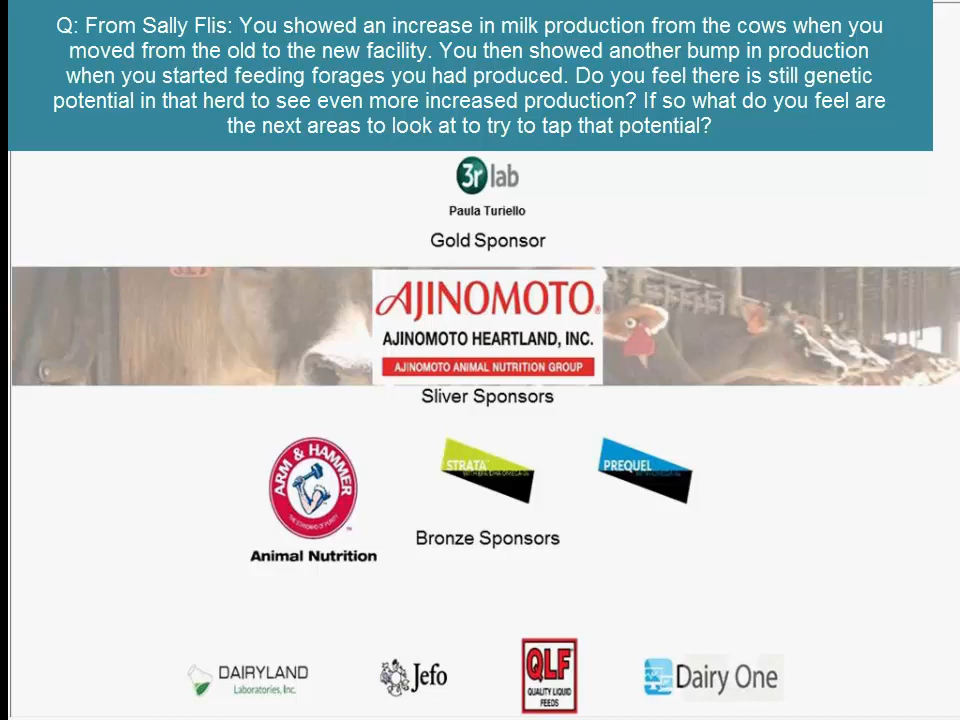 Q: From Sally Flis: You showed an increase in milk production from the cows when you
moved from the old to the new facility. You then showed another bump in production
when you started feeding forages you had produced. Do you feel there is still genetic
potential in that herd to see even more increased production? If so what do you feel are
the next areas to look at to try to tap that potential?
3r lab
Paula Turiello
Gold Sponsor
AJINOMOTO®
AJINOMOTO HEARTLAND, INC.
AJINOMOTO ANIMAL NUTRITION GROUP
Sliver Sponsors
ARM & HAMMER
THE STANDARD OF PURITY
Animal Nutrition
STRATA
PREQUEL
Bronze Sponsors
DAIRYLAND
Laboratories, Inc.
Jefo
QLF
QUALITY LIQUID
FEEDS
Dairy One